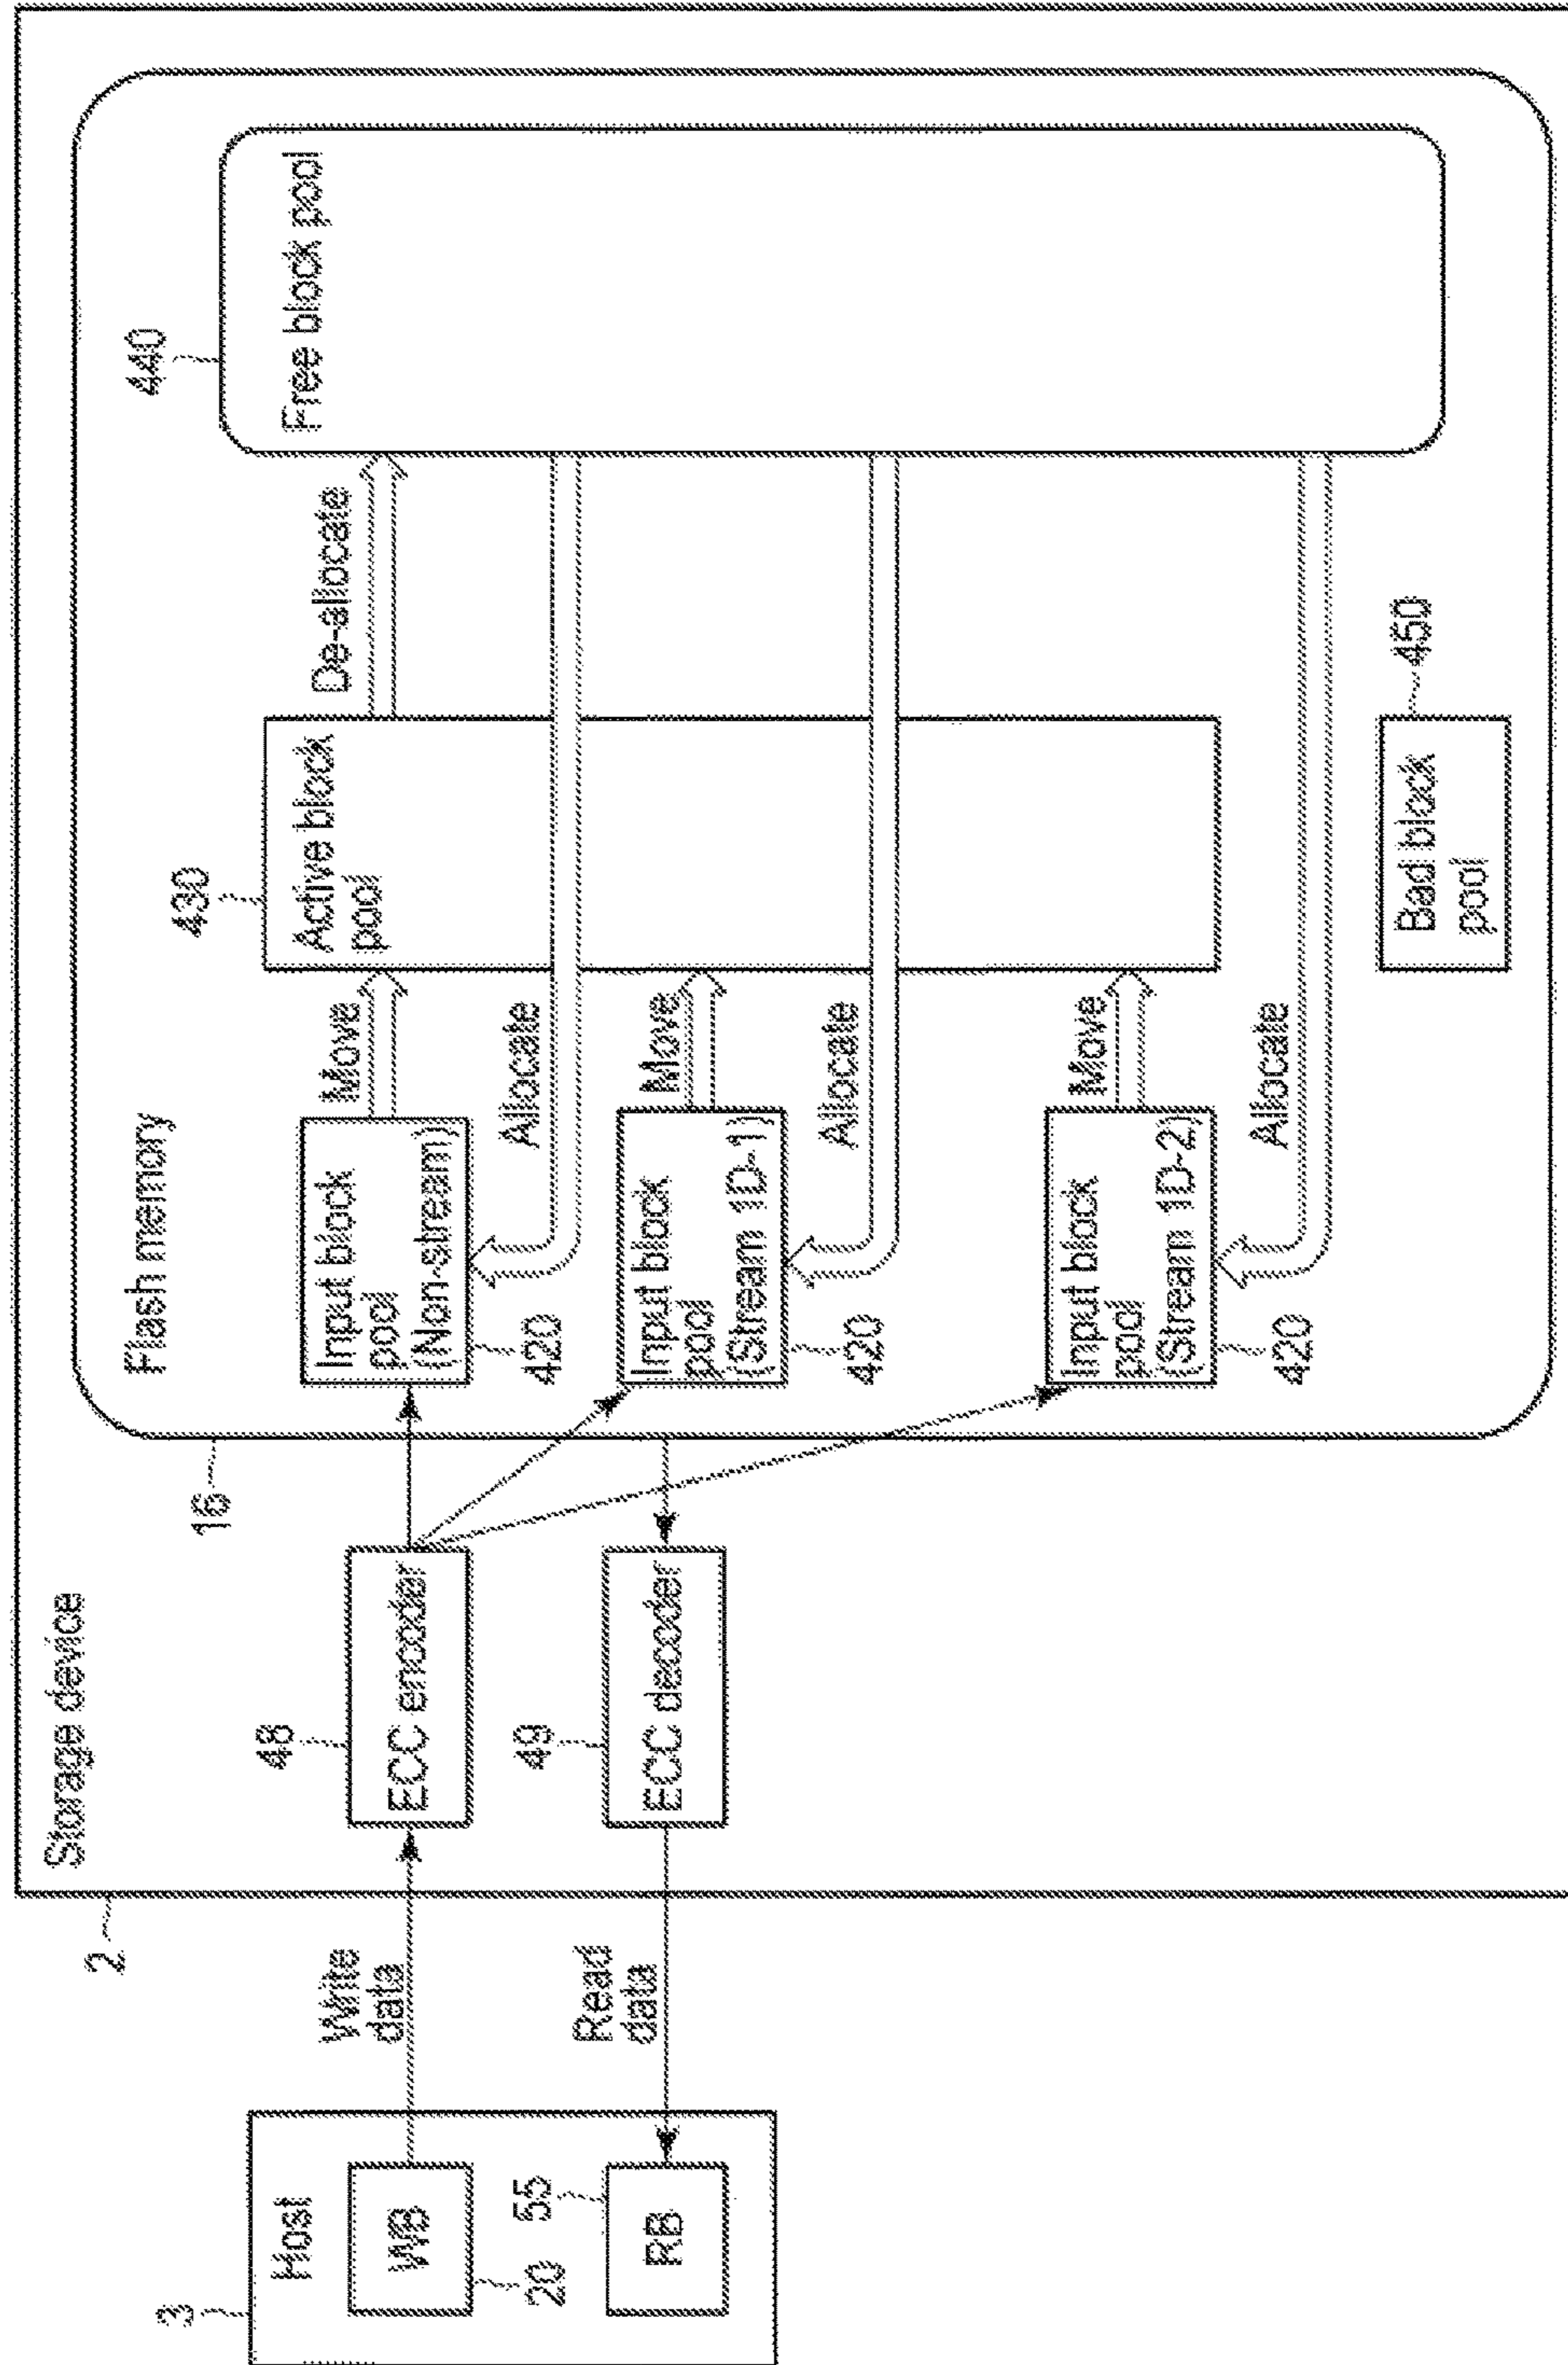 Storage device
2
Flash memory
16
3
Host
WB
20
55
RB
Write
data
Read
data
48
ECC encoder
49
ECC decoder
Input block
pool
(Non-stream)
420
Input block
pool
(Stream 1D-1)
420
Input block
pool
(Stream 1D-2)
420
Move
Allocate
Move
Allocate
Move
Allocate
430
Active block
pool
De-allocate
440
Free block pool
Bad block
pool
450